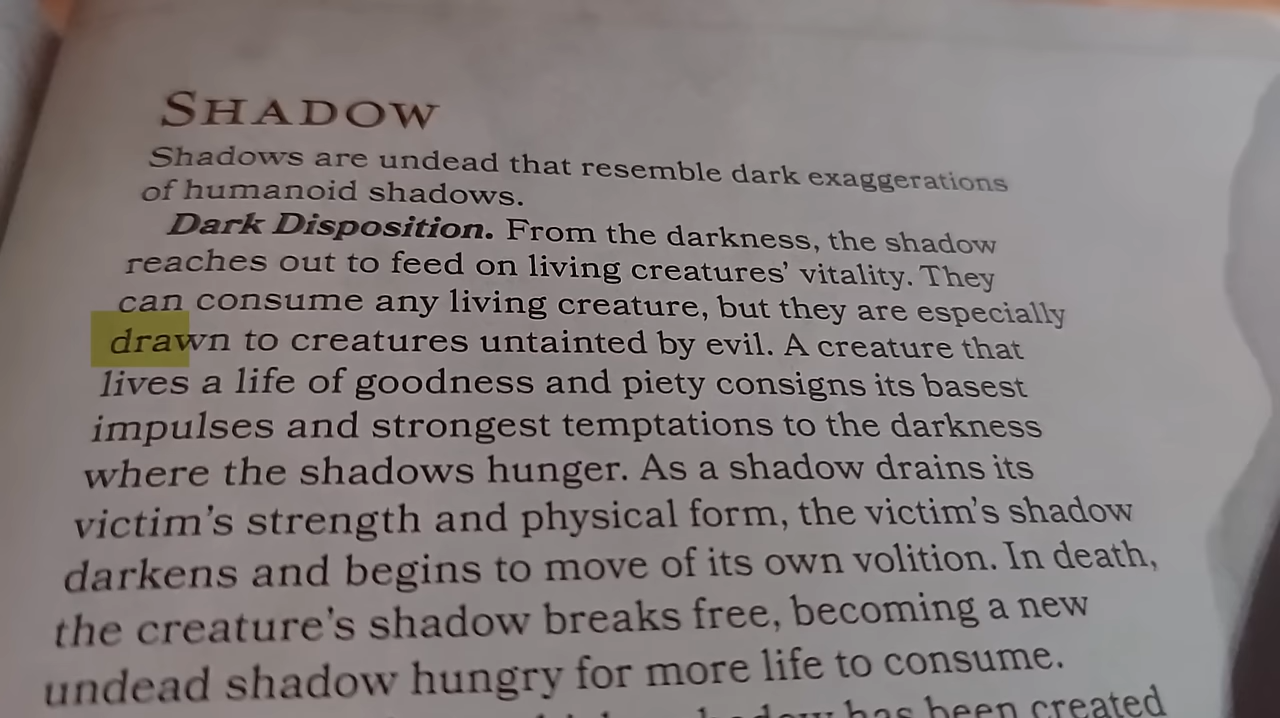 SHADOW
Shadows are undead that resemble dark exaggerations
of humanoid shadows.
Dark Disposition. From the darkness, the shadow
reaches out to feed on living creatures' vitality. They
can consume any living creature, but they are especially
drawn to creatures untainted by evil. A creature that
lives a life of goodness and piety consigns its basest
impulses and strongest temptations to the darkness
where the shadows hunger. As a shadow drains its
victim's strength and physical form, the victim's shadow
darkens and begins to move of its own volition. In death,
the creature's shadow breaks free, becoming a new
undead shadow hungry for more life to consume.
has been created